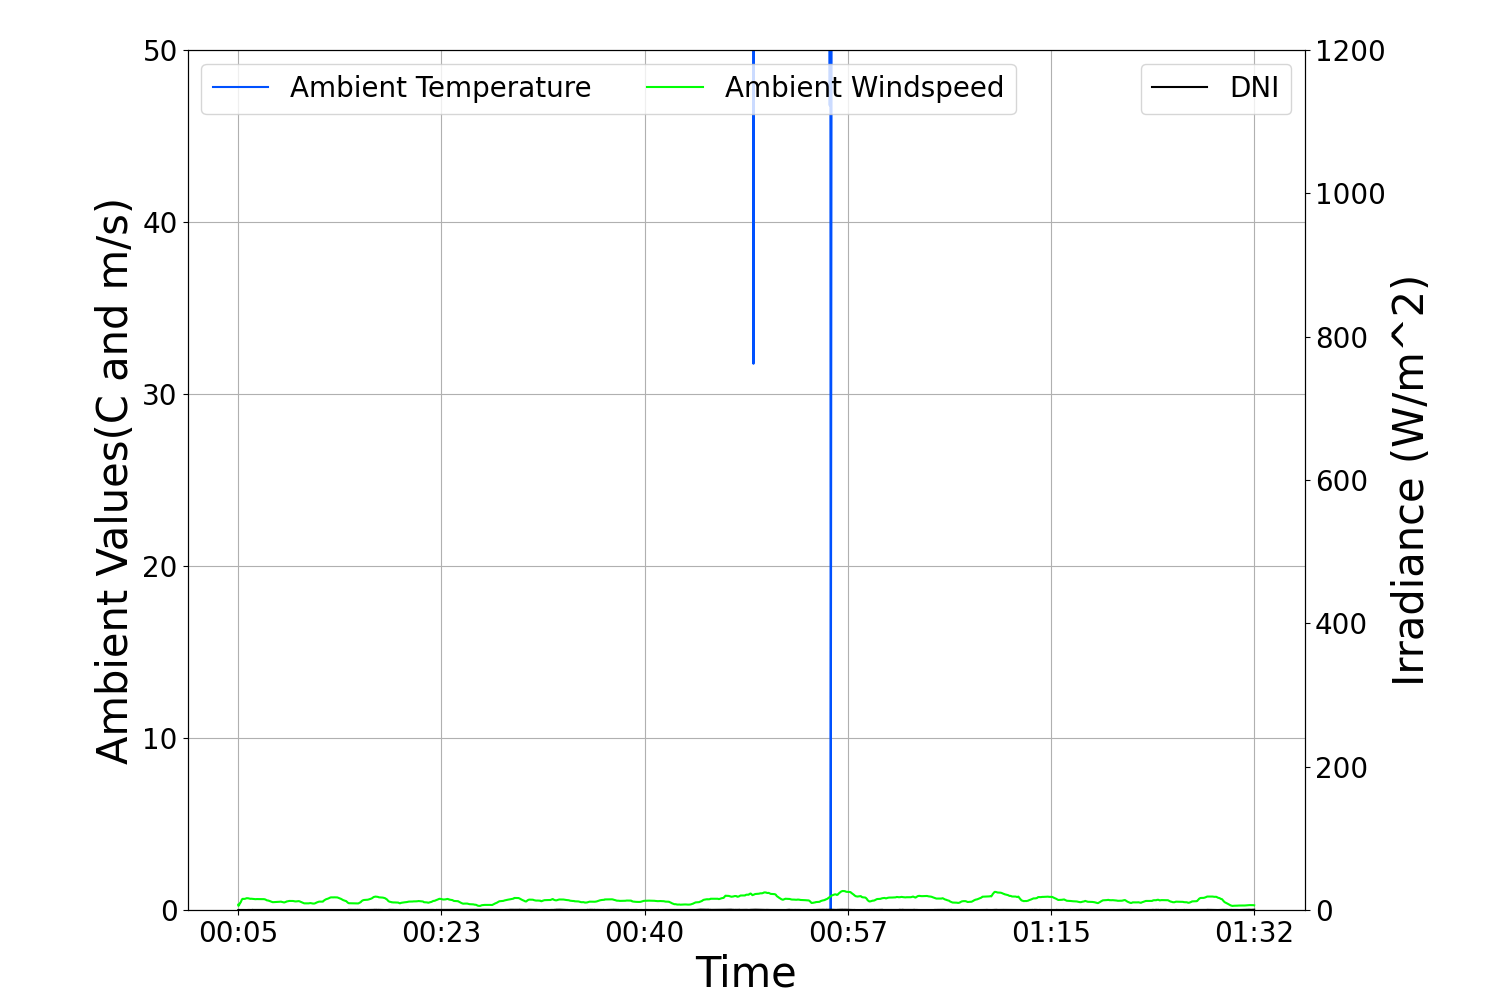 Ambient Temperature Ambient Windspeed DNI
50
40
30
20
10
0
Ambient Values(C and m/s)
1200
1000
800
600
400
200
0
Irradiance (W/m^2)
00:05 00:23 00:40 00:57 01:15 01:32
Time